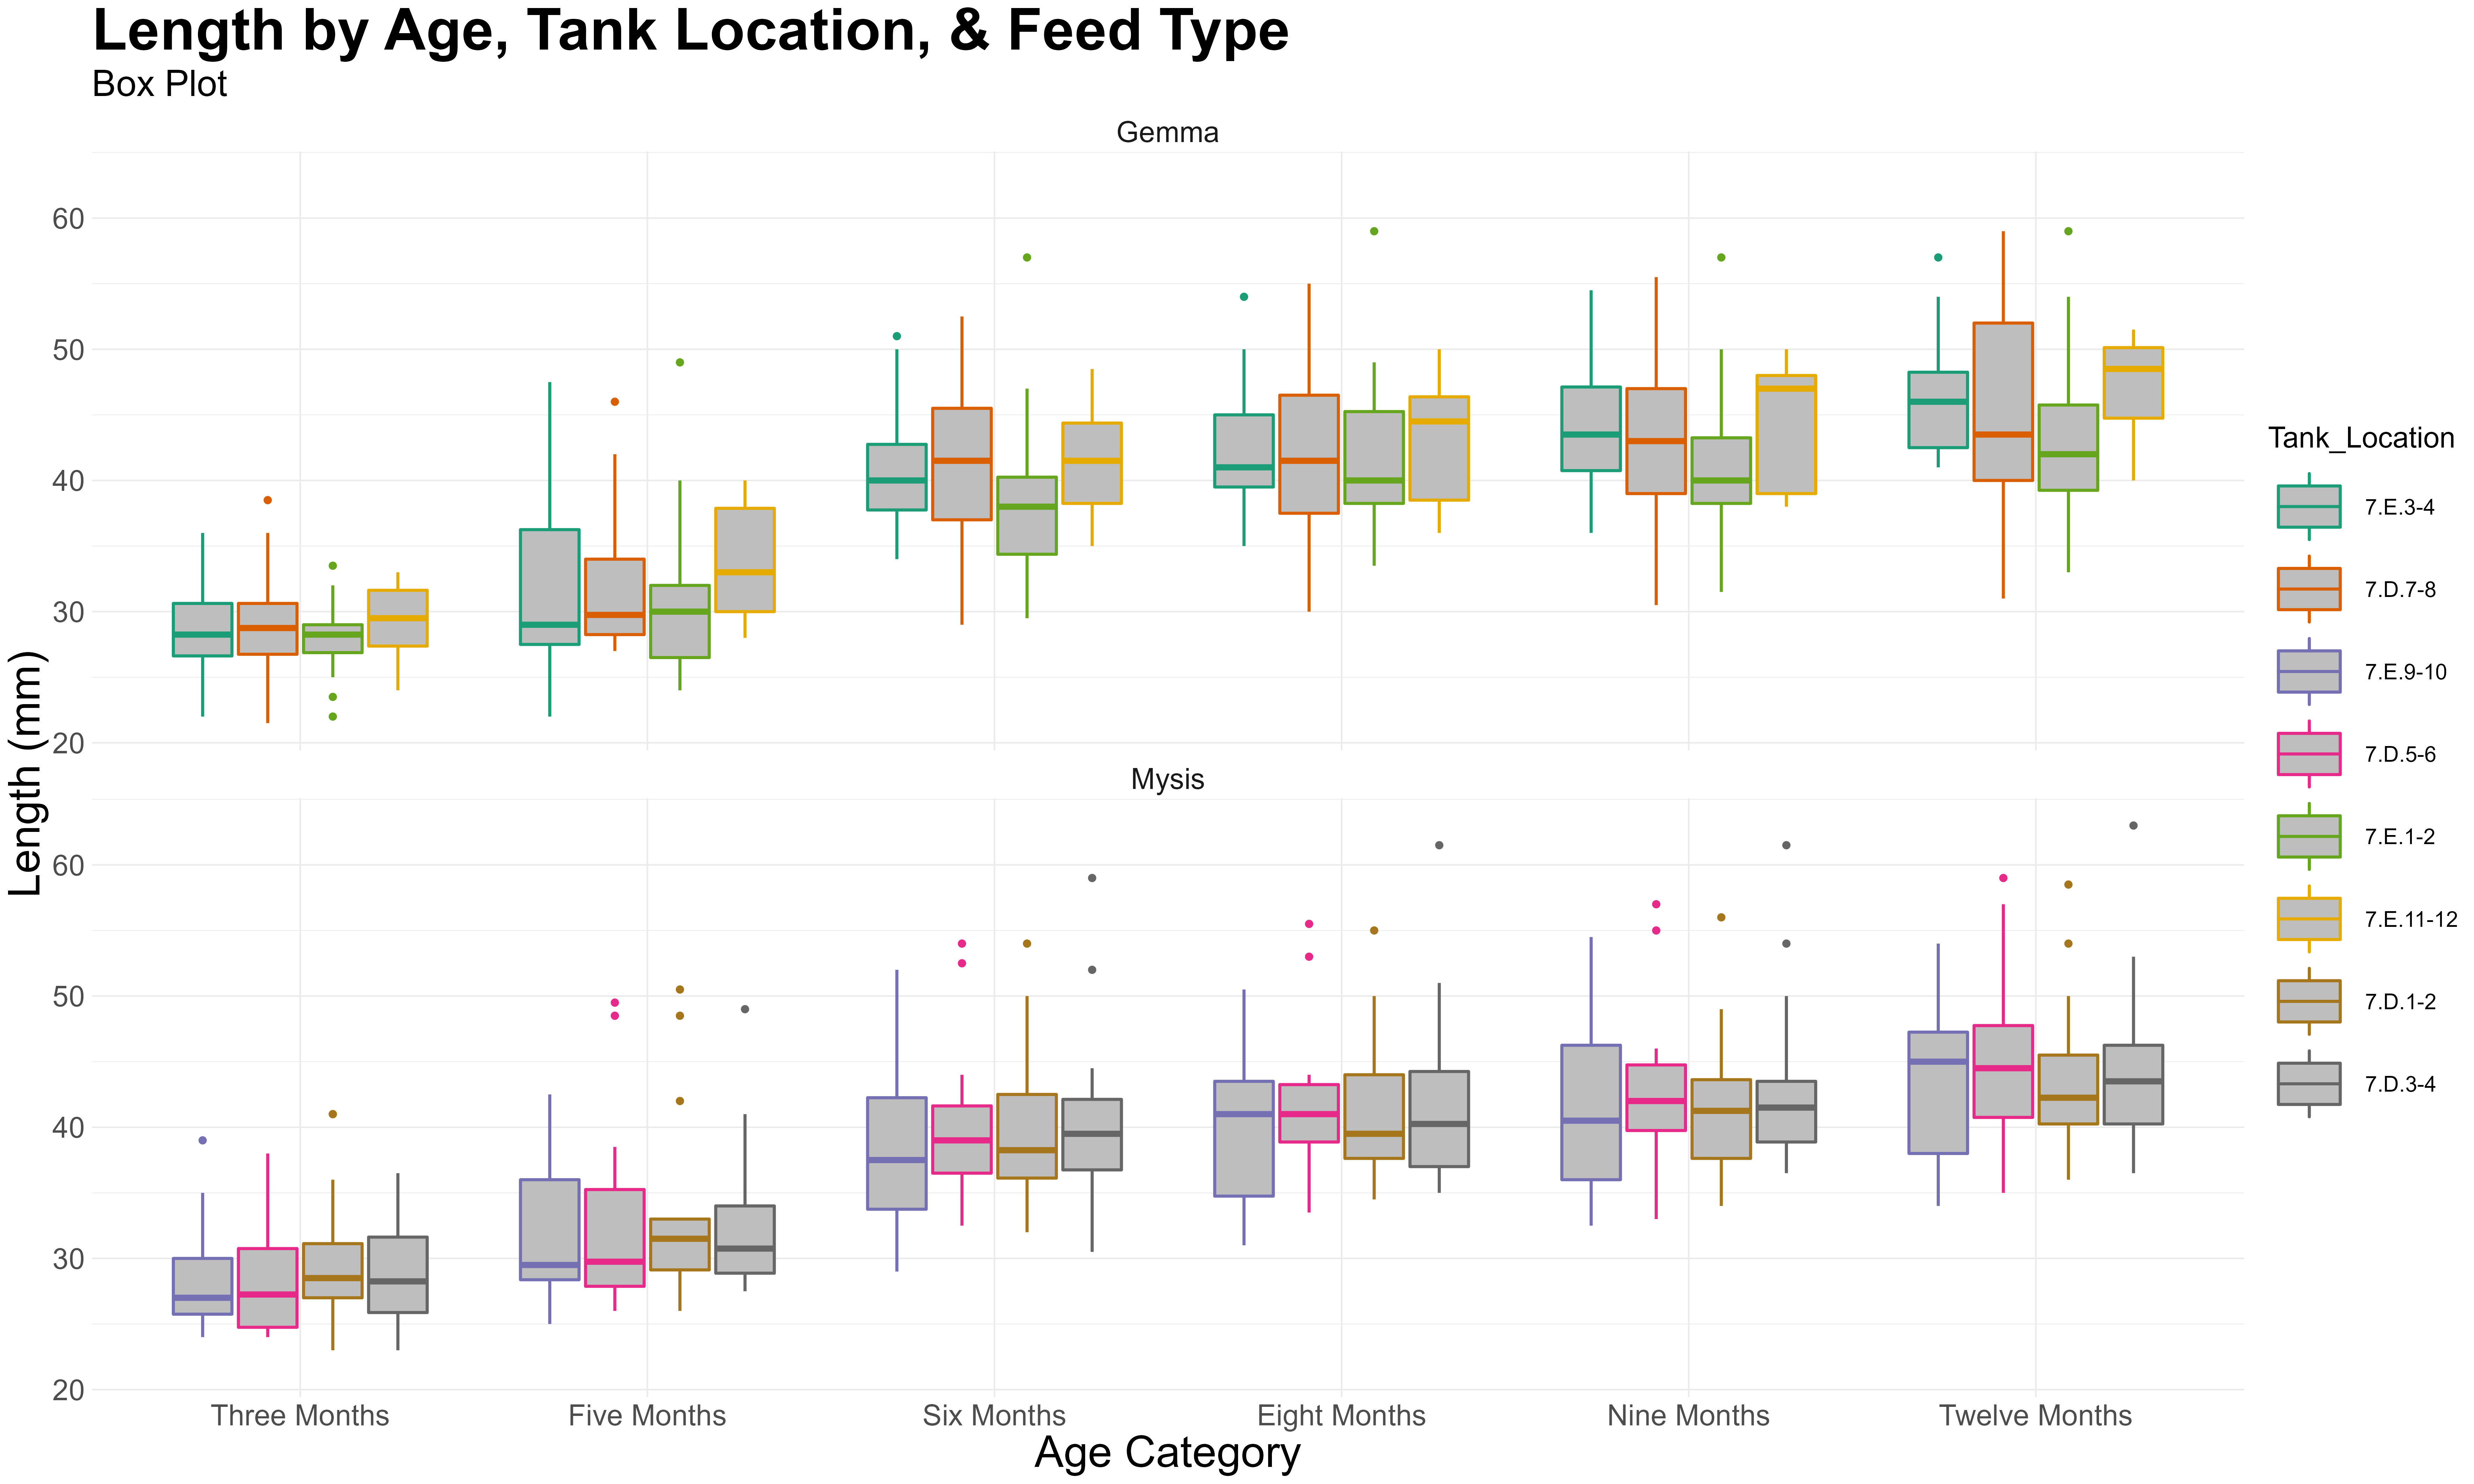 Length by Age, Tank Location, & Feed Type
Box Plot
Gemma
60
50
40
30
20
Length (mm)
Mysis
60
50
40
30
20
Three Months Five Months Six Months Eight Months Nine Months Twelve Months
Age Category
Tank_Location
7.E.3-4
7.D.7-8
7.E.9-10
7.D.5-6
7.E.1-2
7.E.11-12
7.D.1-2
7.D.3-4